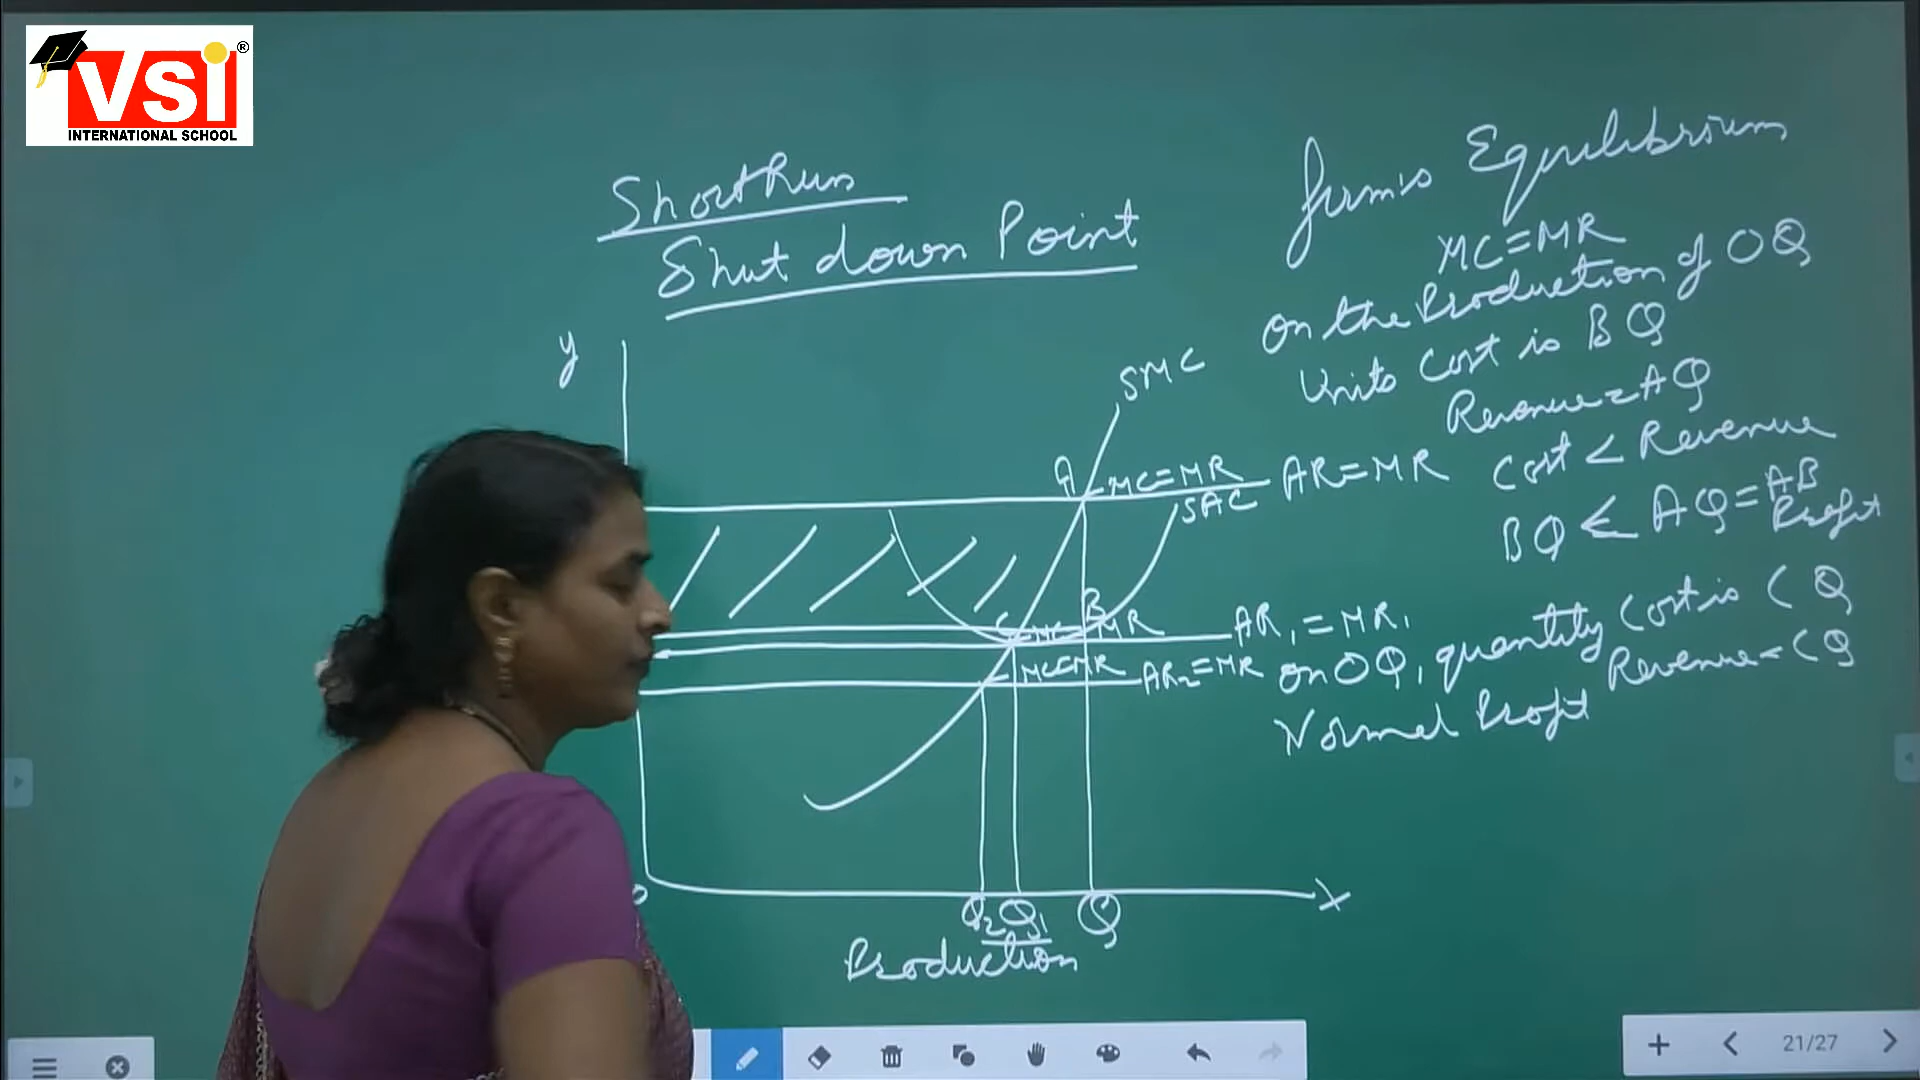 VSI ®
INTERNATIONAL SCHOOL
Short Run
Shut down Point
firm's Equilibrium
MC=MR
on the Production of OQ
Units Cost is BQ
Revenue=AQ
Cost < Revenue
BQ < AQ = AB
Profit
on OQ1 quantity Cost is CQ
Revenue = CQ
Normal Profit
y
SMC
A MC=MR AR=MR
SAC
B
C MC=MR AR1=MR1
MC=MR AR2=MR
O
X
Q2 Q1 Q
Production
21/27